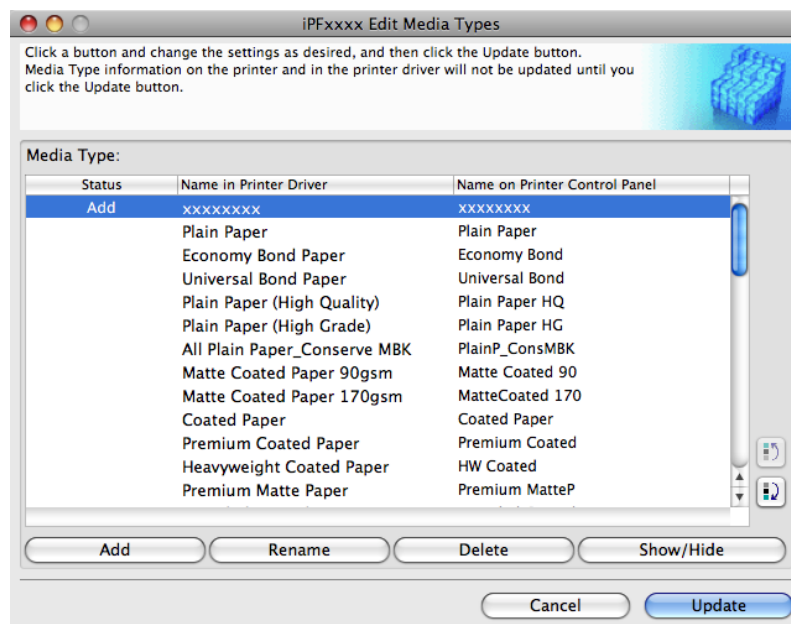 iPFxxxx Edit Media Types
Click a button and change the settings as desired, and then click the Update button.
Media Type information on the printer and in the printer driver will not be updated until you
click the Update button.
Media Type:
Status Name in Printer Driver Name on Printer Control Panel
Add xxxxxxxx xxxxxxxx
Plain Paper Plain Paper
Economy Bond Paper Economy Bond
Universal Bond Paper Universal Bond
Plain Paper (High Quality) Plain Paper HQ
Plain Paper (High Grade) Plain Paper HG
All Plain Paper_Conserve MBK PlainP_ConsMBK
Matte Coated Paper 90gsm Matte Coated 90
Matte Coated Paper 170gsm MatteCoated 170
Coated Paper Coated Paper
Premium Coated Paper Premium Coated
Heavyweight Coated Paper HW Coated
Premium Matte Paper Premium MatteP
Add Rename Delete Show/Hide
Cancel Update